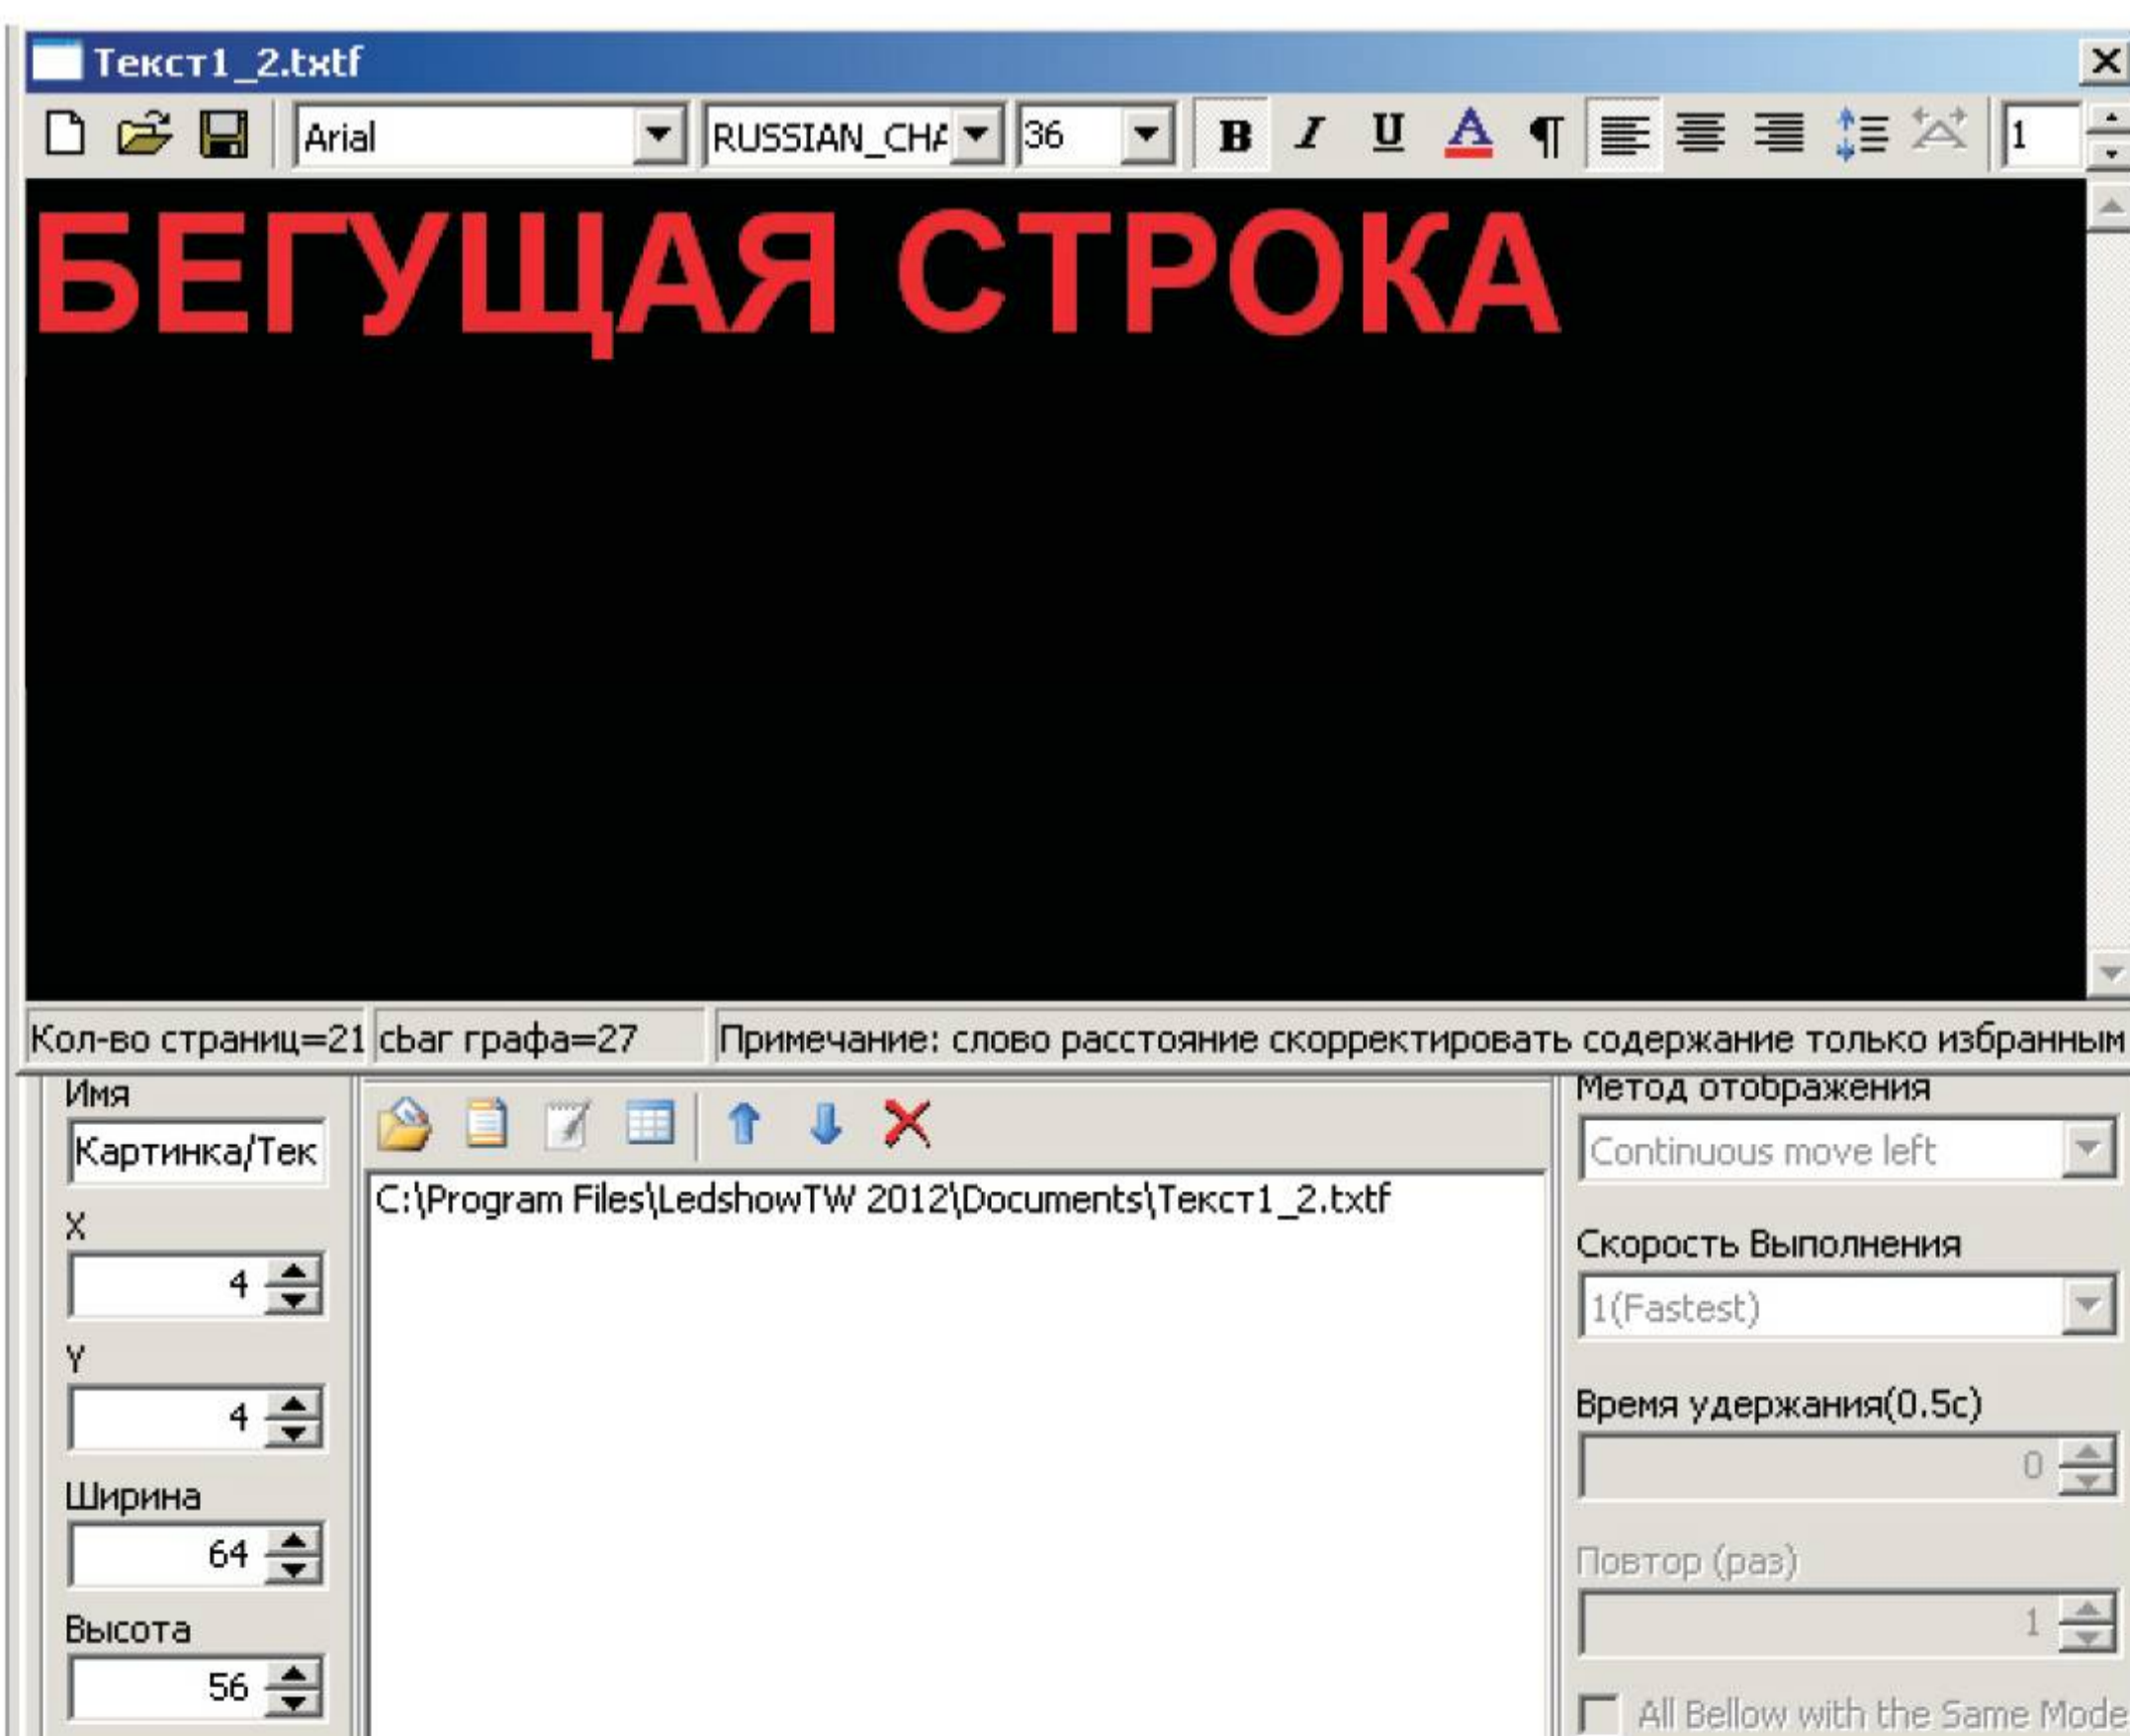 Текст1_2.txtf
Arial RUSSIAN_CHA 36 B I U A ¶ 1
БЕГУЩАЯ СТРОКА
Кол-во страниц=21 cbar графа=27 Примечание: слово расстояние скорректировать содержание только избранным
Имя
Картинка/Тек
X
4
Y
4
Ширина
64
Высота
56
C:\Program Files\LedshowTW 2012\Documents\Текст1_2.txtf
Метод отображения
Continuous move left
Скорость Выполнения
1(Fastest)
Время удержания(0.5с)
0
Повтор (раз)
1
All Bellow with the Same Mode